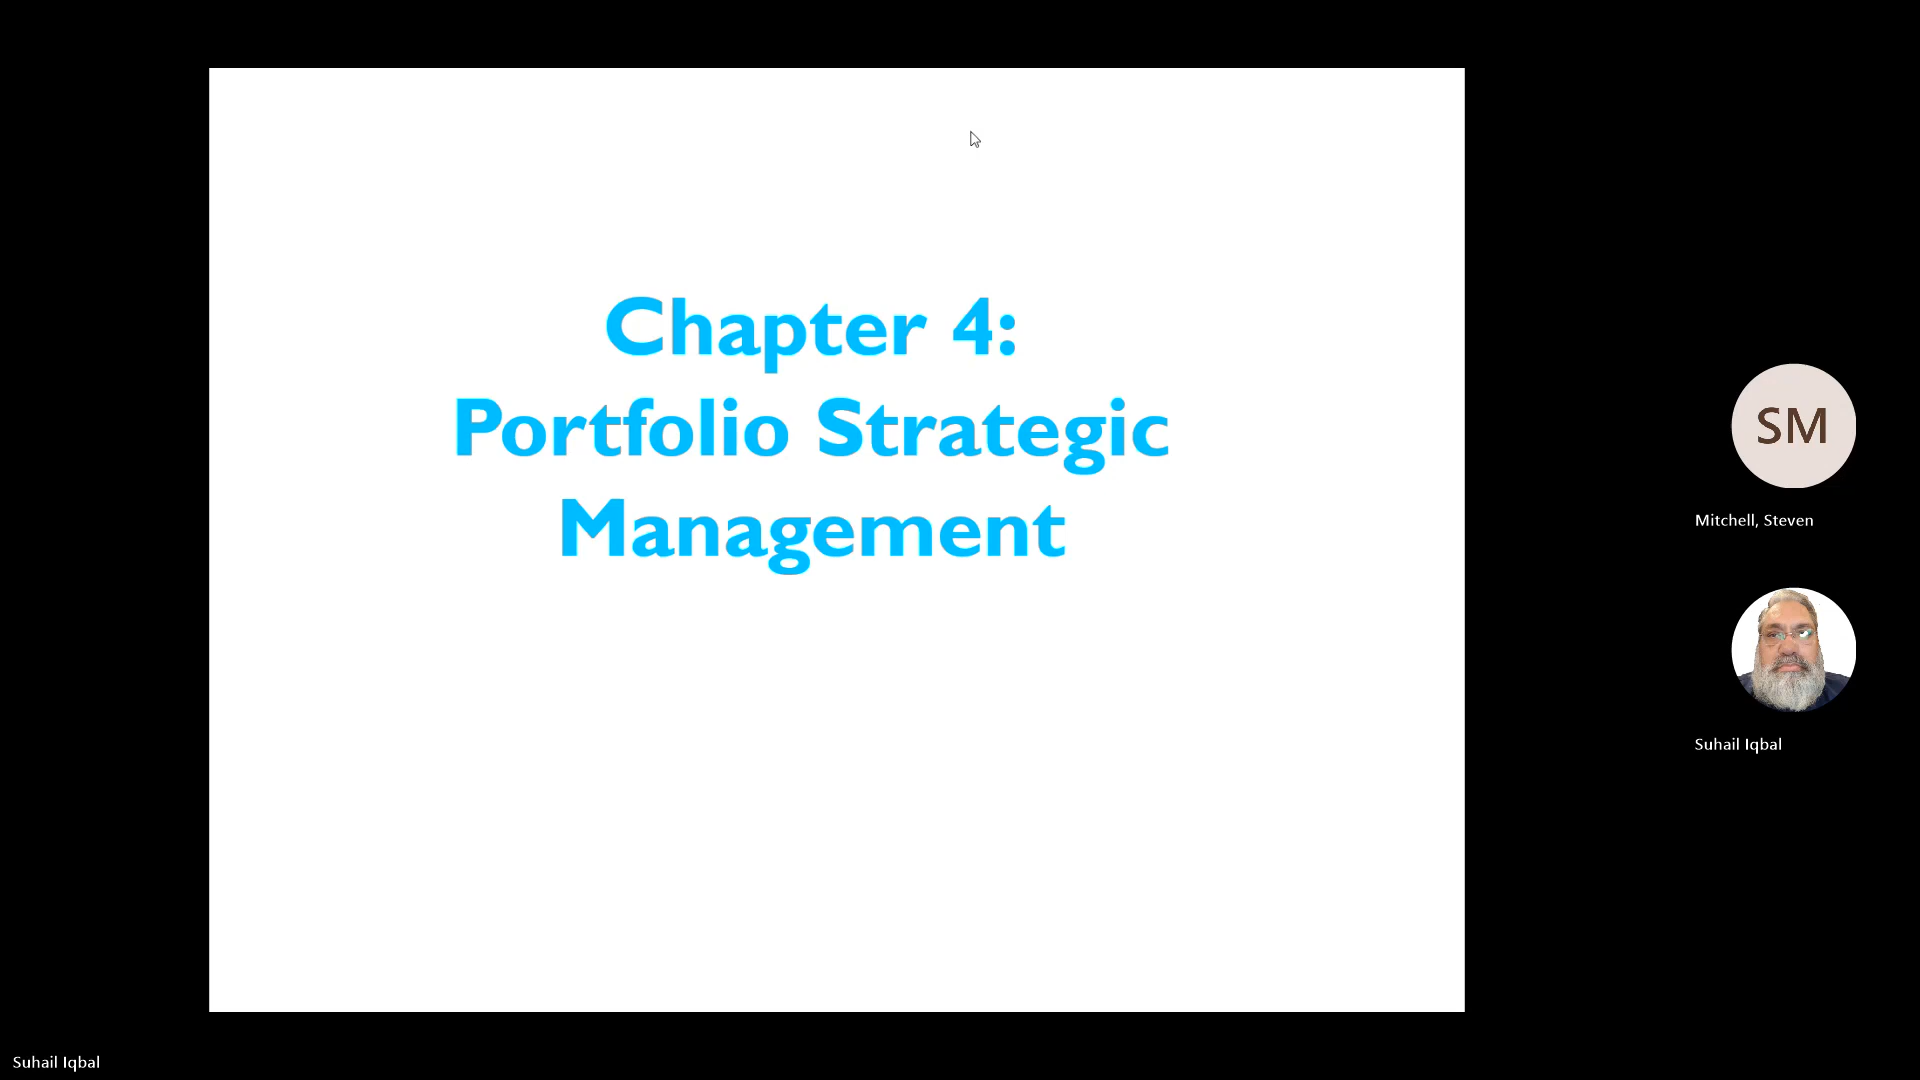 Chapter 4:
Portfolio Strategic
Management
SM
Mitchell, Steven
Suhail Iqbal
Suhail Iqbal